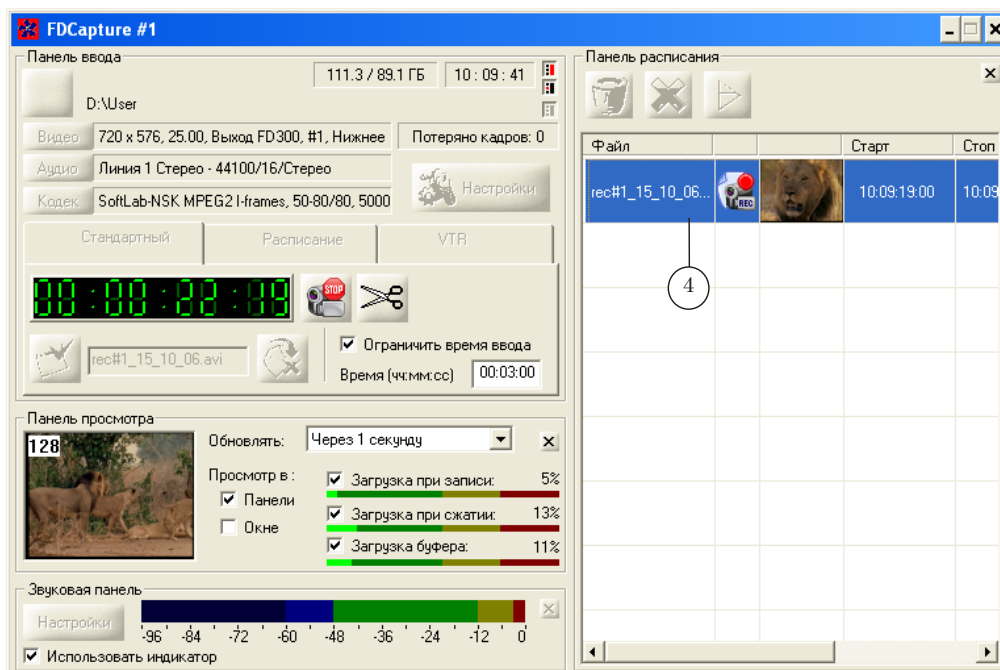 FDCapture #1
Панель ввода
111.3 / 89.1 ГБ
10 : 09 : 41
D:\User
Видео
720 x 576, 25.00, Выход FD300, #1, Нижнее
Потеряно кадров: 0
Аудио
Линия 1 Стерео - 44100/16/Стерео
Кодек
SoftLab-NSK MPEG2 I-frames, 50-80/80, 5000
Настройки
Стандартный
Расписание
VTR
00:00:22:19
STOP
rec#1_15_10_06.avi
Ограничить время ввода
Время (чч:мм:сс)
00:03:00
Панель просмотра
128
Обновлять:
Через 1 секунду
Просмотр в :
Панели
Окне
Загрузка при записи: 5%
Загрузка при сжатии: 13%
Загрузка буфера: 11%
Звуковая панель
Настройки
-96 -84 -72 -60 -48 -36 -24 -12 0
Использовать индикатор
Панель расписания
Файл
Старт
Стоп
rec#1_15_10_06...
REC
10:09:19:00
10:09
4